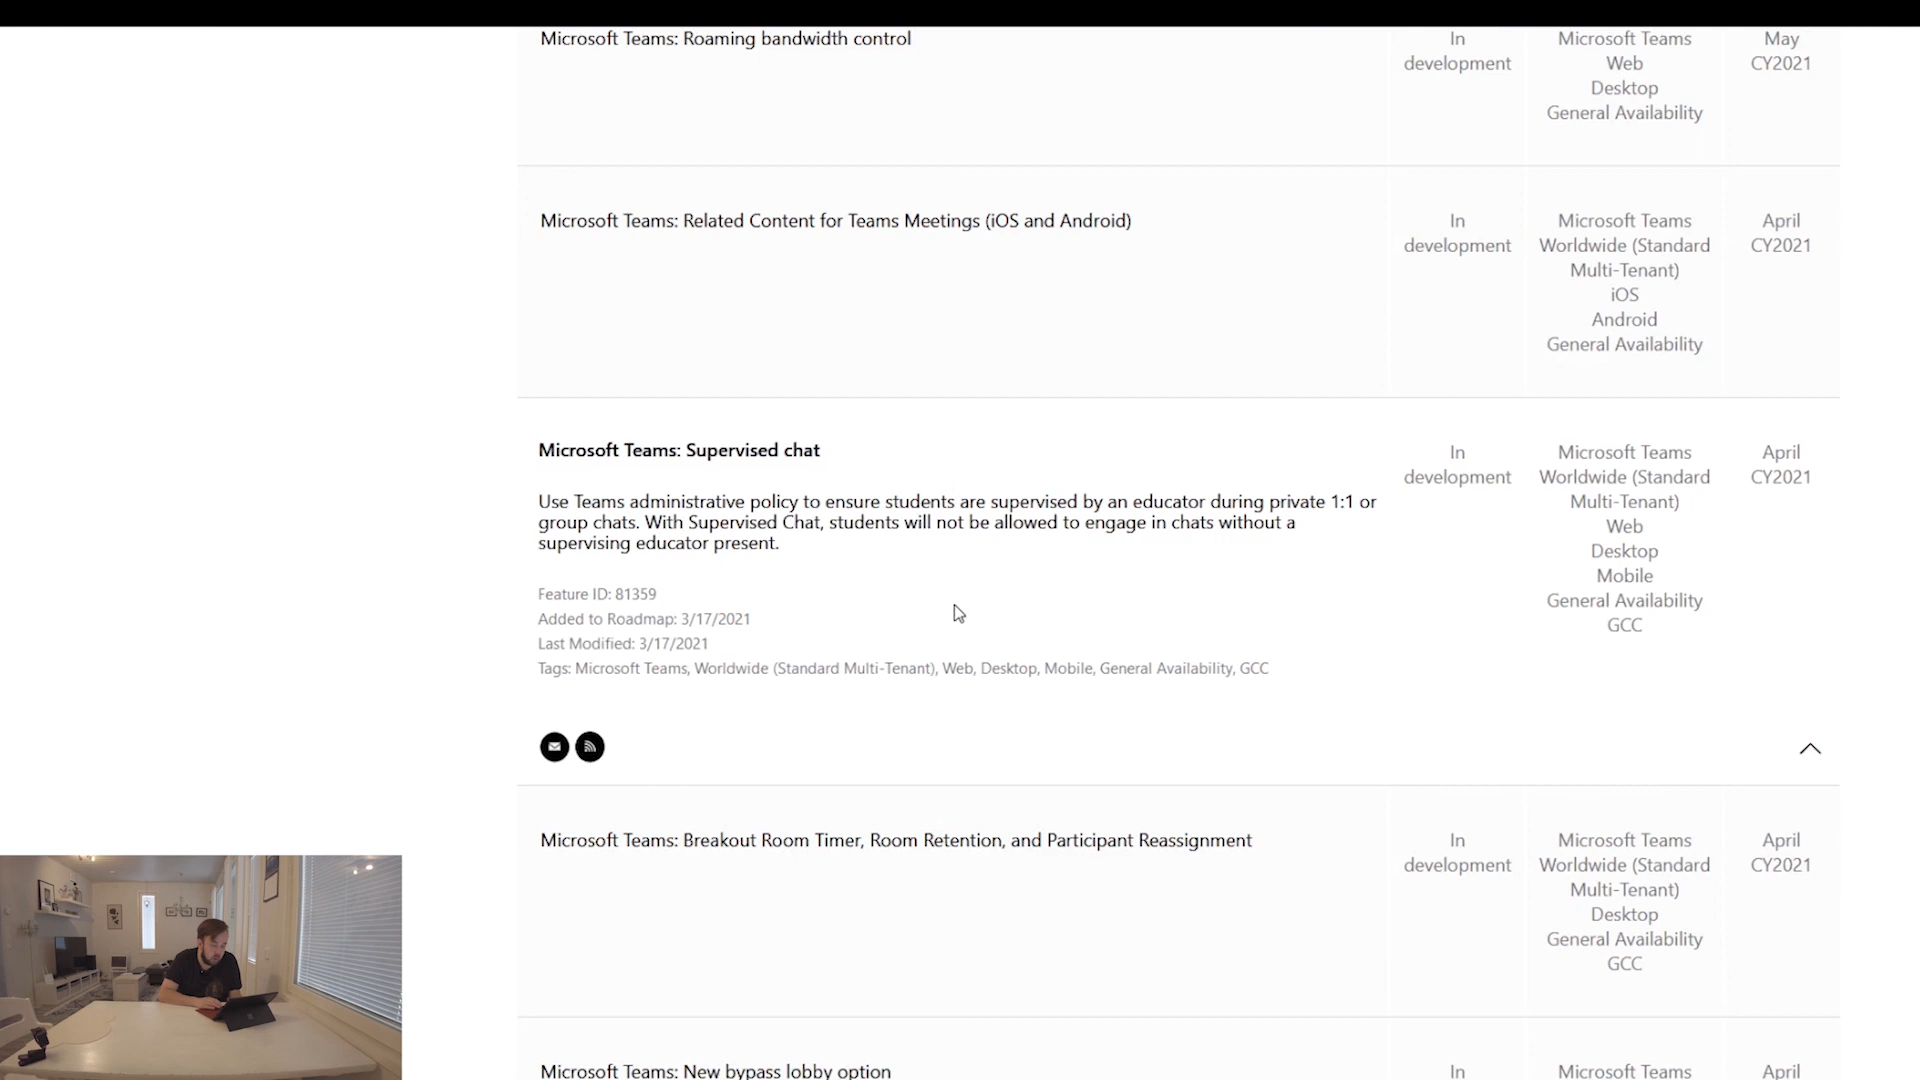 Microsoft Teams: Roaming bandwidth control
In
development
Microsoft Teams
Web
Desktop
General Availability
May
CY2021
Microsoft Teams: Related Content for Teams Meetings (iOS and Android)
In
development
Microsoft Teams
Worldwide (Standard
Multi-Tenant)
iOS
Android
General Availability
April
CY2021
Microsoft Teams: Supervised chat
Use Teams administrative policy to ensure students are supervised by an educator during private 1:1 or
group chats. With Supervised Chat, students will not be allowed to engage in chats without a
supervising educator present.
Feature ID: 81359
Added to Roadmap: 3/17/2021
Last Modified: 3/17/2021
Tags: Microsoft Teams, Worldwide (Standard Multi-Tenant), Web, Desktop, Mobile, General Availability, GCC
In
development
Microsoft Teams
Worldwide (Standard
Multi-Tenant)
Web
Desktop
Mobile
General Availability
GCC
April
CY2021
Microsoft Teams: Breakout Room Timer, Room Retention, and Participant Reassignment
In
development
Microsoft Teams
Worldwide (Standard
Multi-Tenant)
Desktop
General Availability
GCC
April
CY2021
Microsoft Teams: New bypass lobby option
In
Microsoft Teams
April